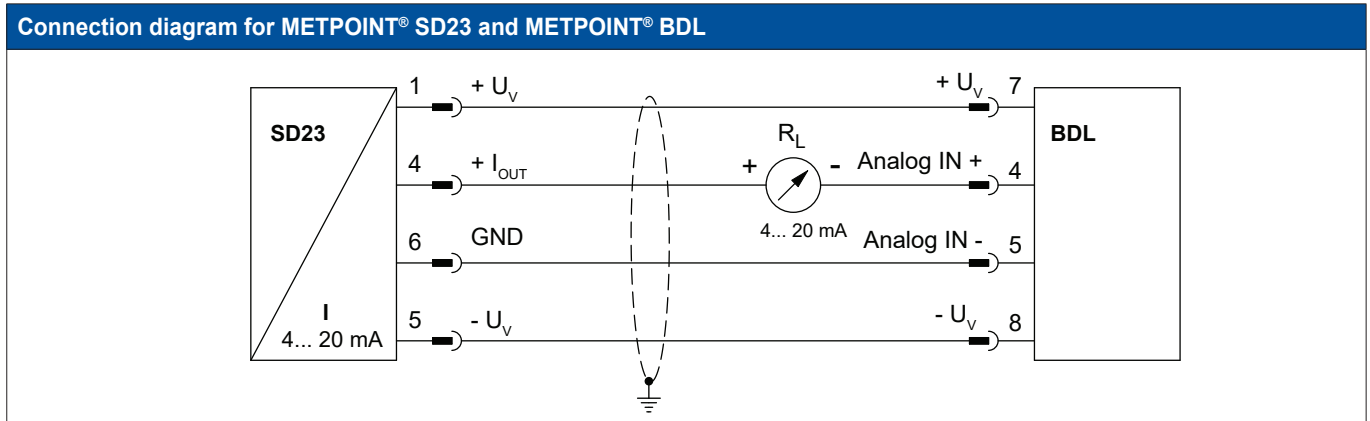 Connection diagram for METPOINT® SD23 and METPOINT® BDL
1 + Uv + Uv 7
SD23 RL BDL
4 + IOUT + - Analog IN + 4
4... 20 mA
6 GND Analog IN - 5
I
5 - Uv - Uv 8
4... 20 mA